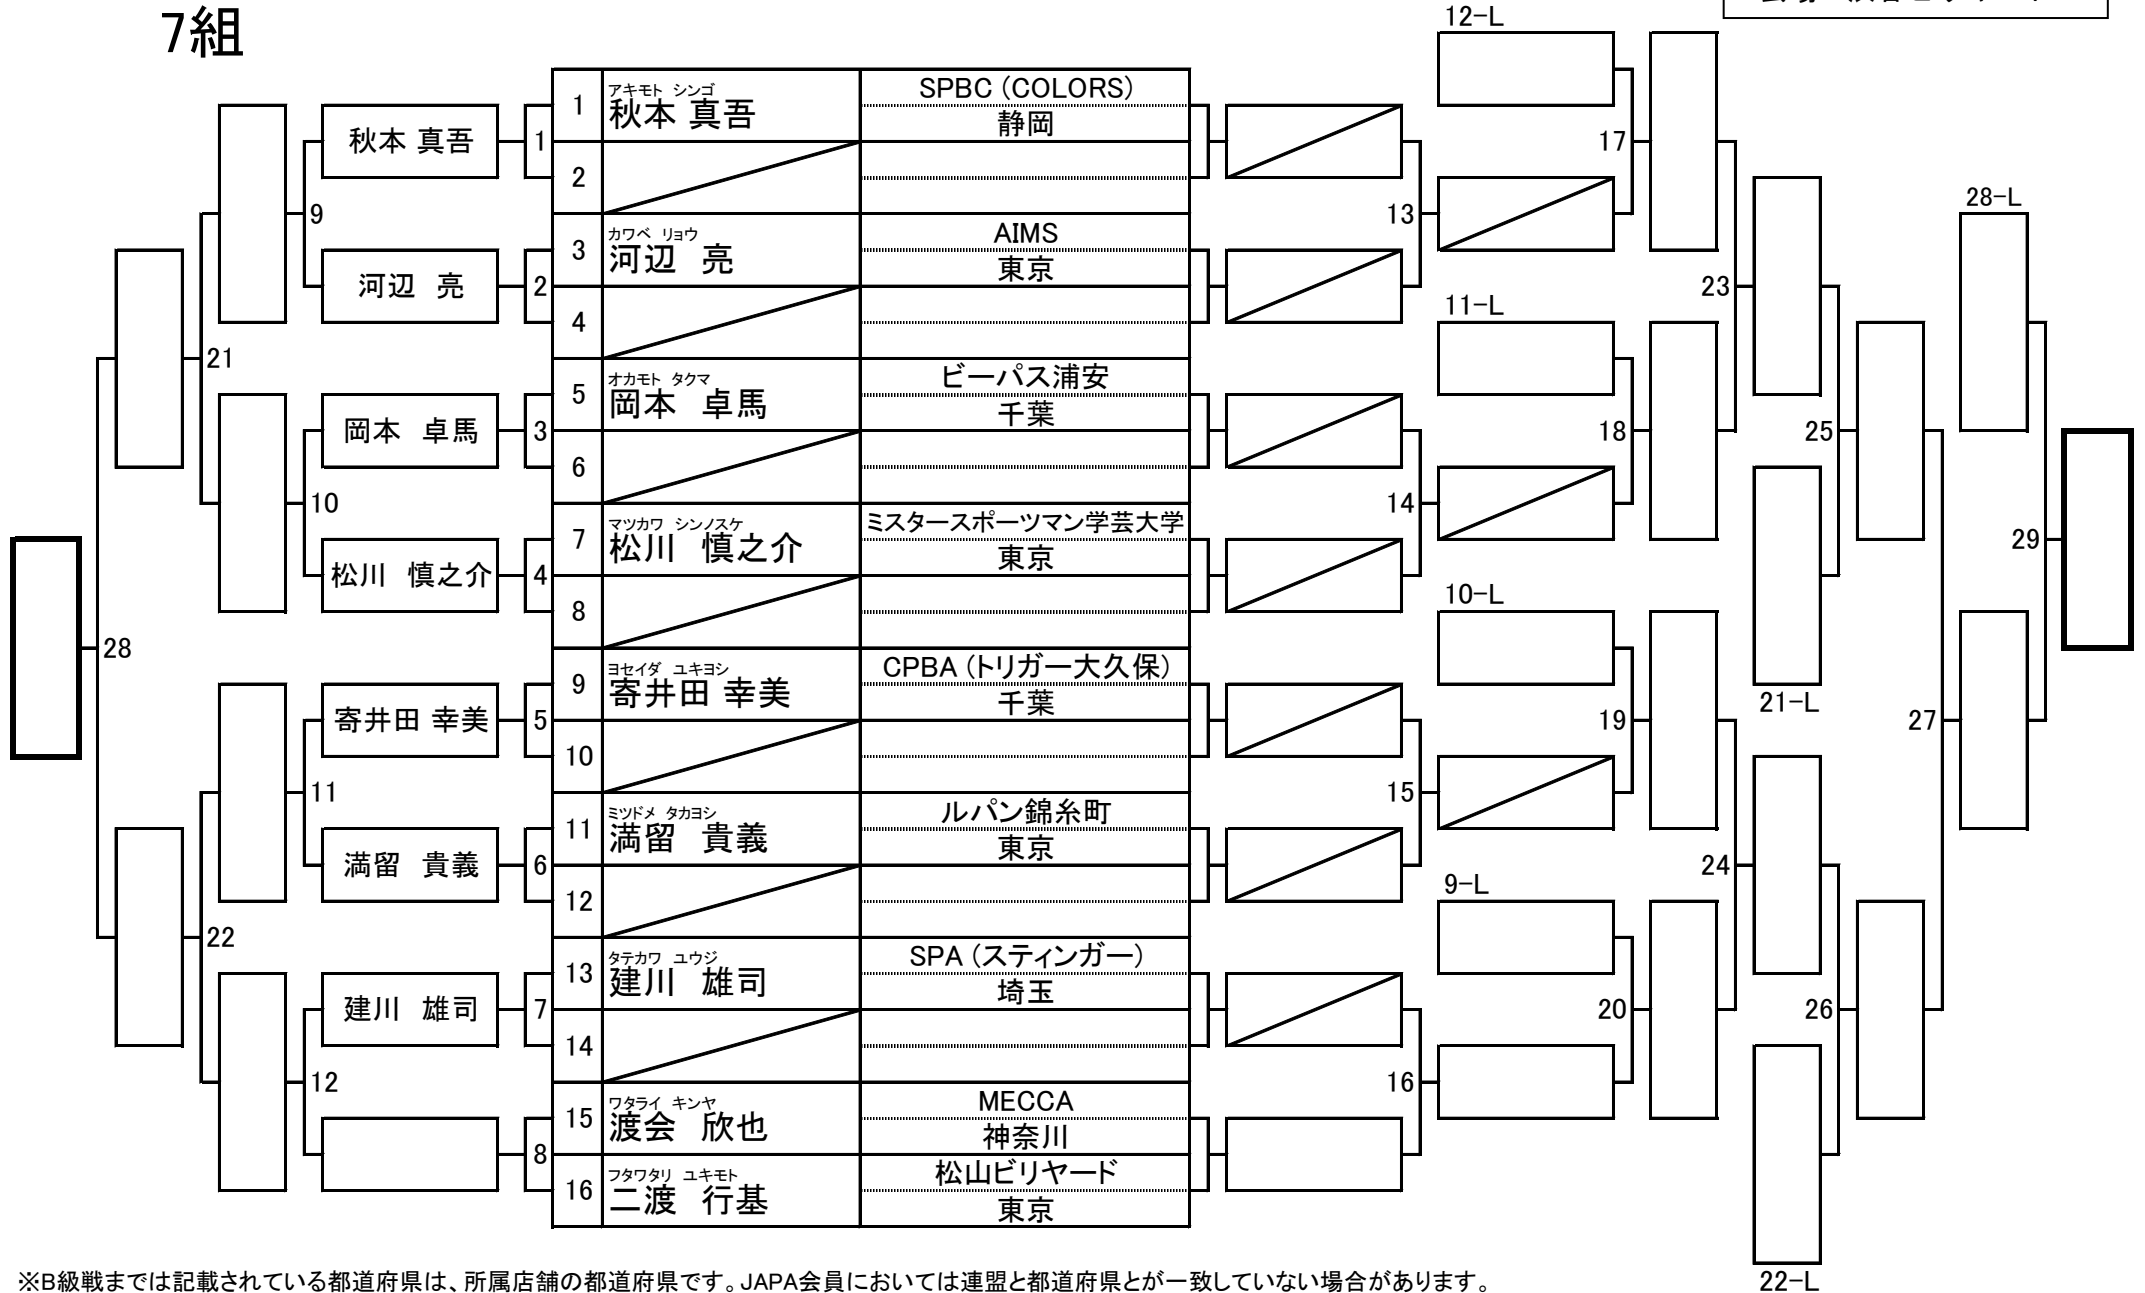 7組
12-L
1
アキモト シンゴ
秋本 真吾
SPBC (COLORS)
静岡
秋本 真吾
1
17
2
9
13
28-L
3
カワベ リョウ
河辺 亮
AIMS
東京
河辺 亮
2
23
4
11-L
21
5
オカモト タクマ
岡本 卓馬
ビーパス浦安
千葉
岡本 卓馬
3
18
25
6
10
14
7
マツカワ シンノスケ
松川 慎之介
ミスタースポーツマン学芸大学
東京
29
松川 慎之介
4
8
10-L
28
9
ヨセイダ ユキヨシ
寄井田 幸美
CPBA (トリガー大久保)
千葉
21-L
寄井田 幸美
5
19
27
10
11
15
11
ミツドメ タカヨシ
満留 貴義
ルパン錦糸町
東京
満留 貴義
6
24
12
9-L
22
13
タテカワ ユウジ
建川 雄司
SPA (スティンガー)
埼玉
建川 雄司
7
20
26
14
12
16
15
ワタライ キンヤ
渡会 欣也
MECCA
神奈川
8
16
フタワタリ ユキモト
二渡 行基
松山ビリヤード
東京
22-L
※B級戦までは記載されている都道府県は、所属店舗の都道府県です。JAPA会員においては連盟と都道府県とが一致していない場合があります。